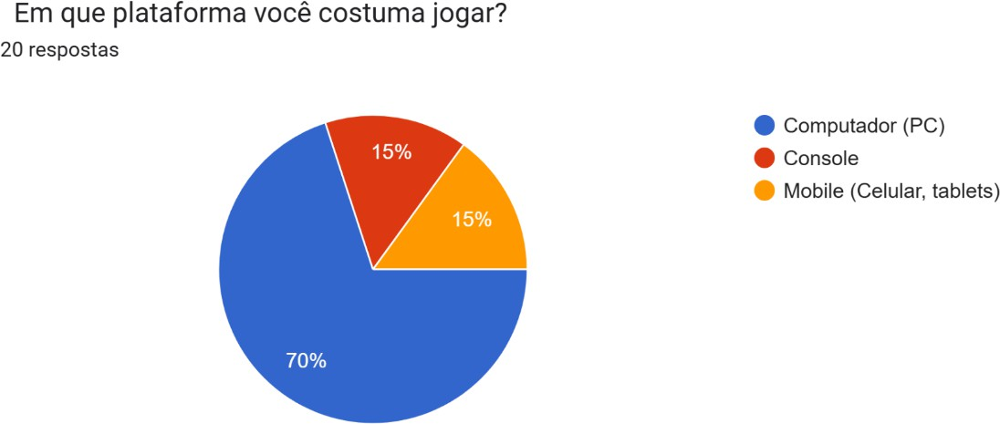 Em que plataforma você costuma jogar?
20 respostas
Computador (PC)
Console
Mobile (Celular, tablets)
15%
15%
70%